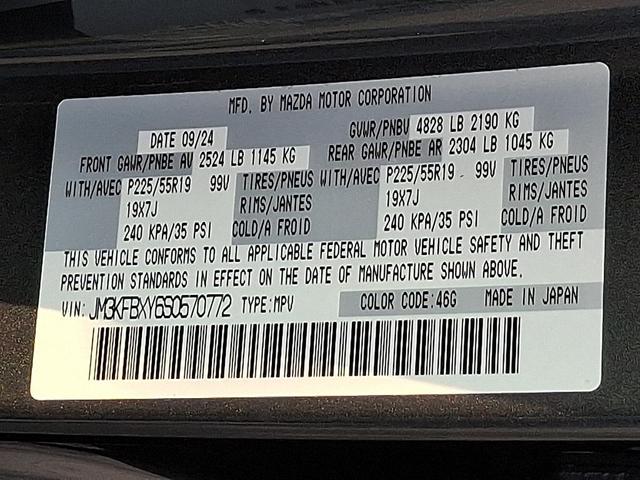 MFD. BY MAZDA MOTOR CORPORATION
DATE 09/24 GVWR/PNBV 4828 LB 2190 KG
FRONT GAWR/PNBE AV 2524 LB 1145 KG REAR GAWR/PNBE AR 2304 LB 1045 KG
WITH/AVEC P225/55R19 99V TIRES/PNEUS WITH/AVEC P225/55R19 99V TIRES/PNEUS
19X7J RIMS/JANTES 19X7J RIMS/JANTES
240 KPA/35 PSI COLD/A FROID 240 KPA/35 PSI COLD/A FROID
THIS VEHICLE CONFORMS TO ALL APPLICABLE FEDERAL MOTOR VEHICLE SAFETY AND THEFT
PREVENTION STANDARDS IN EFFECT ON THE DATE OF MANUFACTURE SHOWN ABOVE.
VIN: JM3KFBXY6S0570772 TYPE:MPV COLOR CODE:46G MADE IN JAPAN